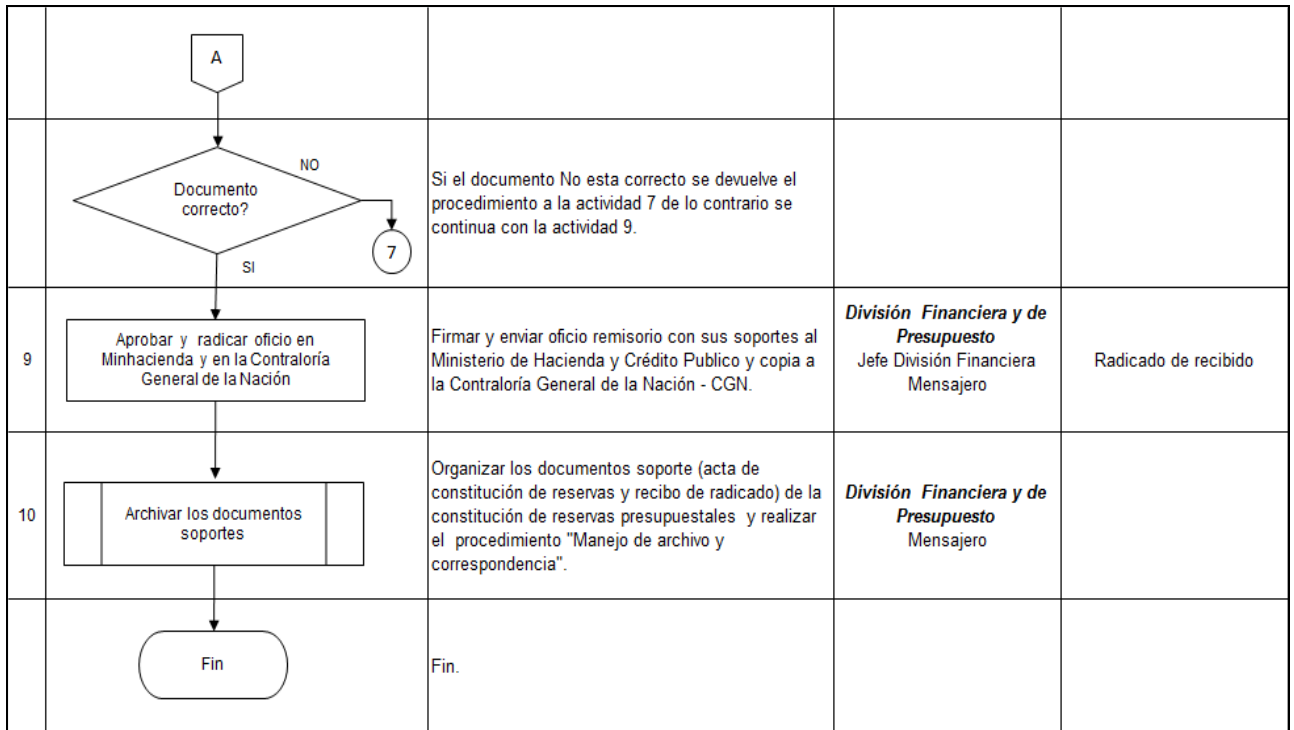 A
Documento
correcto?
NO
7
SI
Si el documento No esta correcto se devuelve el
procedimiento a la actividad 7 de lo contrario se
continua con la actividad 9.
9
Aprobar y radicar oficio en
Minhacienda y en la Contraloría
General de la Nación
Firmar y enviar oficio remisorio con sus soportes al
Ministerio de Hacienda y Crédito Publico y copia a
la Contraloría General de la Nación - CGN.
División Financiera y de
Presupuesto
Jefe División Financiera
Mensajero
Radicado de recibido
10
Archivar los documentos
soportes
Organizar los documentos soporte (acta de
constitución de reservas y recibo de radicado) de la
constitución de reservas presupuestales y realizar
el procedimiento "Manejo de archivo y
correspondencia".
División Financiera y de
Presupuesto
Mensajero
Fin
Fin.